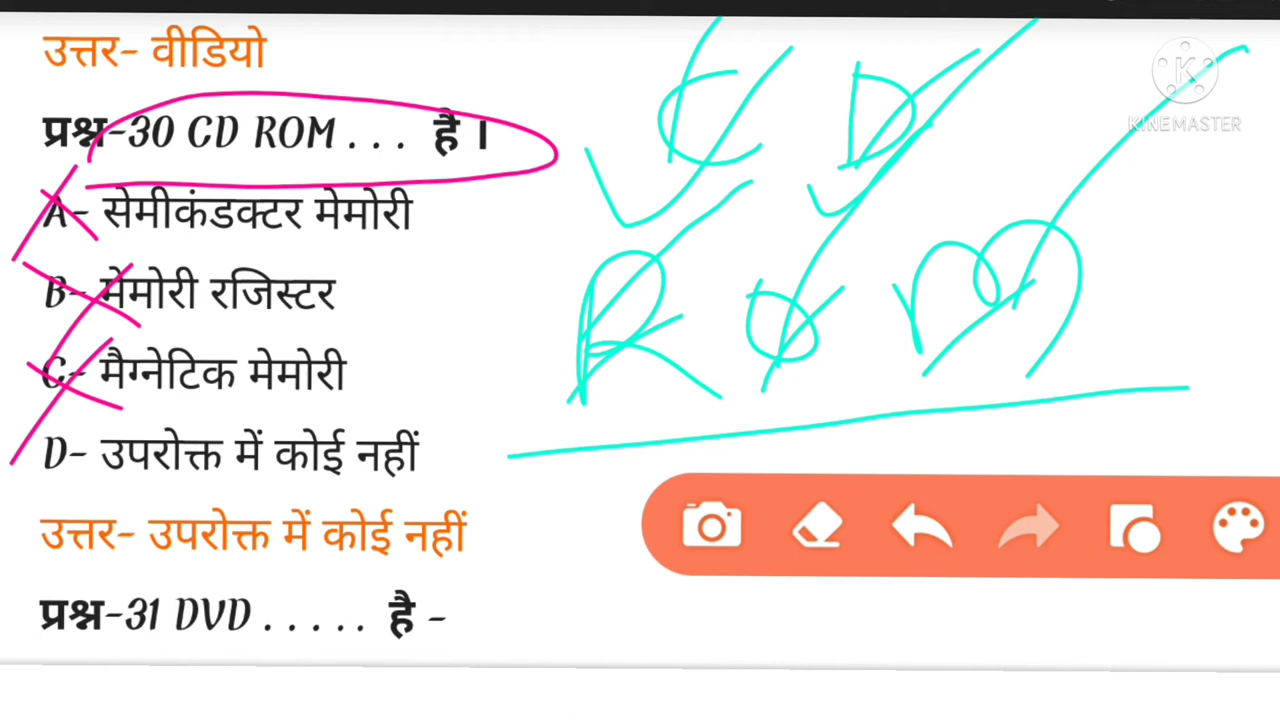 उत्तर- वीडियो
प्रश्न-30 CD ROM . . . है ।
A- सेमीकंडक्टर मेमोरी
B- मेमोरी रजिस्टर
C- मैग्नेटिक मेमोरी
D- उपरोक्त में कोई नहीं
उत्तर- उपरोक्त में कोई नहीं
प्रश्न-31 DVD . . . . . है -
C D
R O M
K
KINEMASTER